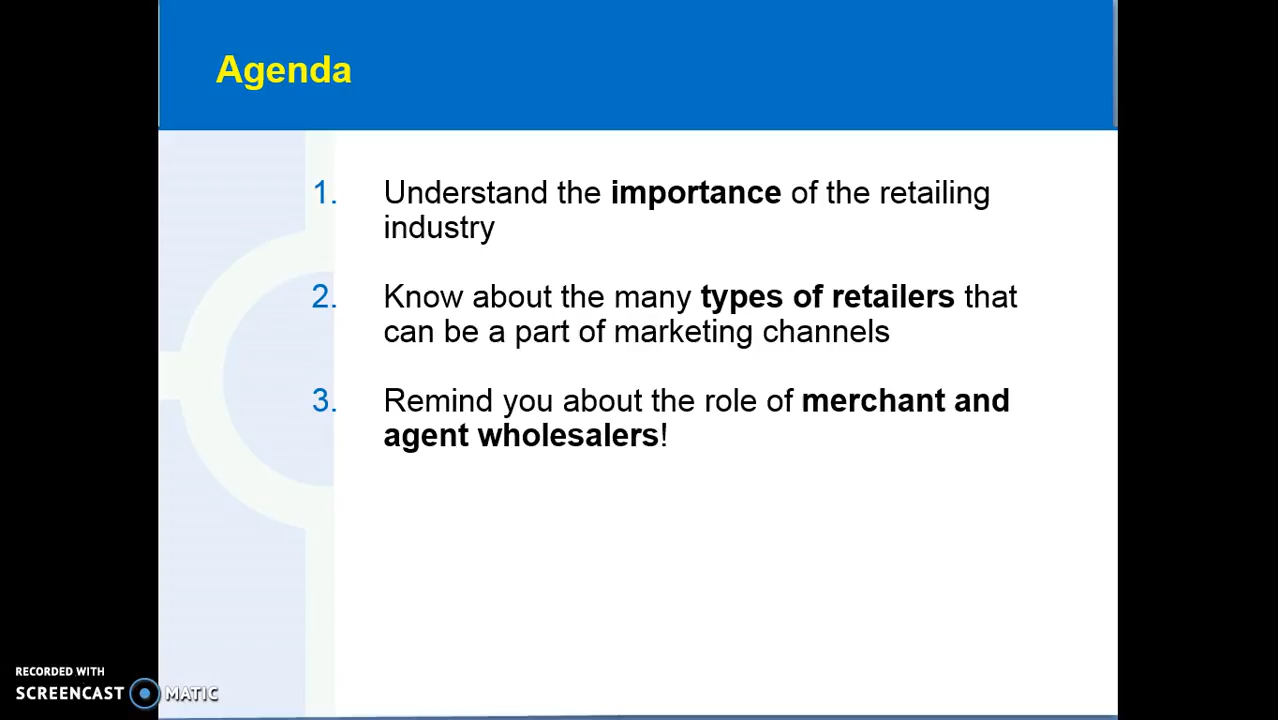 Agenda
1. Understand the importance of the retailing
industry
2. Know about the many types of retailers that
can be a part of marketing channels
3. Remind you about the role of merchant and
agent wholesalers!
RECORDED WITH
SCREENCAST MATIC